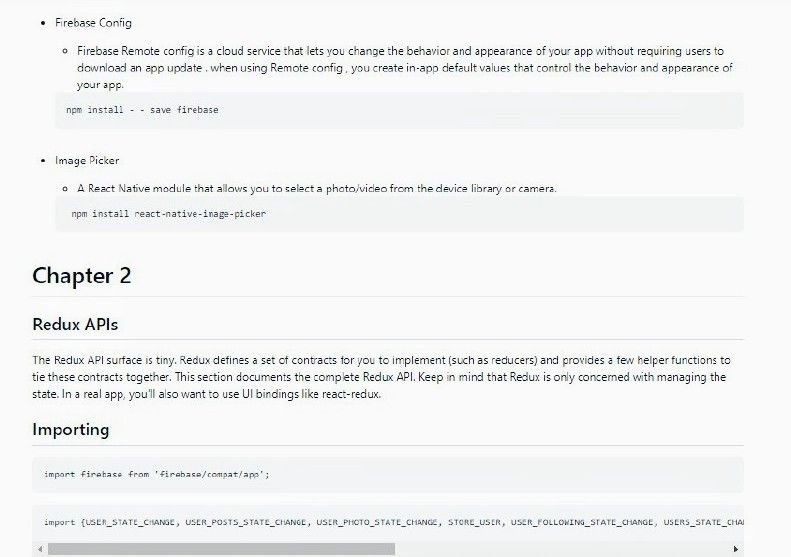 Firebase Config
Firebase Remote config is a cloud service that lets you change the behavior and appearance of your app without requiring users to
download an app update . when using Remote config , you create in-app default values that control the behavior and appearance of
your app.
npm install - - save firebase
Image Picker
A React Native module that allows you to select a photo/video from the device library or camera.
npm install react-native-image-picker
Chapter 2
Redux APIs
The Redux API surface is tiny. Redux defines a set of contracts for you to implement (such as reducers) and provides a few helper functions to
tie these contracts together. This section documents the complete Redux API. Keep in mind that Redux is only concerned with managing the
state. In a real app, you'll also want to use UI bindings like react-redux.
Importing
import firebase from 'firebase/compat/app';
import {USER_STATE_CHANGE, USER_POSTS_STATE_CHANGE, USER_PHOTO_STATE_CHANGE, STORE_USER, USER_FOLLOWING_STATE_CHANGE, USERS_STATE_CHA